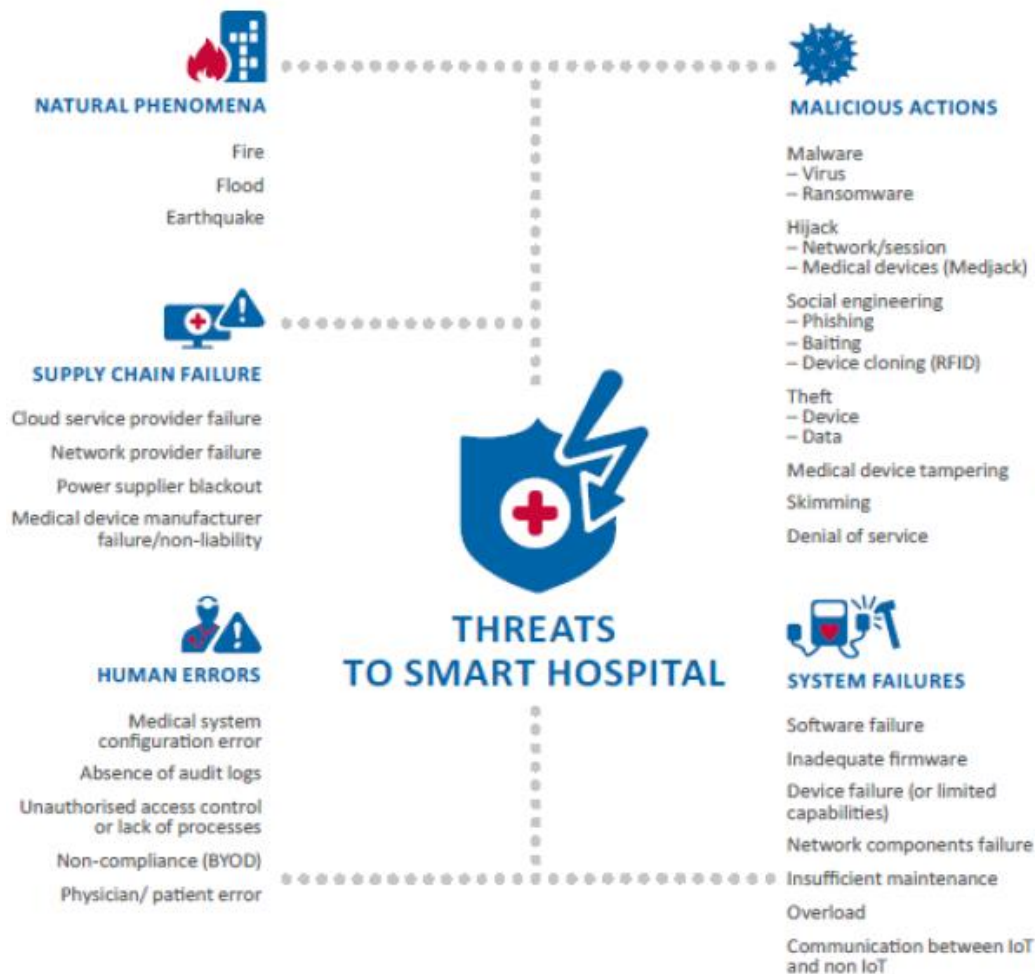 NATURAL PHENOMENA
Fire
Flood
Earthquake
SUPPLY CHAIN FAILURE
Cloud service provider failure
Network provider failure
Power supplier blackout
Medical device manufacturer
failure/non-liability
HUMAN ERRORS
Medical system
configuration error
Absence of audit logs
Unauthorised access control
or lack of processes
Non-compliance (BYOD)
Physician/ patient error
THREATS
TO SMART HOSPITAL
MALICIOUS ACTIONS
Malware
– Virus
– Ransomware
Hijack
– Network/session
– Medical devices (Medjack)
Social engineering
– Phishing
– Baiting
– Device cloning (RFID)
Theft
– Device
– Data
Medical device tampering
Skimming
Denial of service
SYSTEM FAILURES
Software failure
Inadequate firmware
Device failure (or limited
capabilities)
Network components failure
Insufficient maintenance
Overload
Communication between IoT
and non IoT